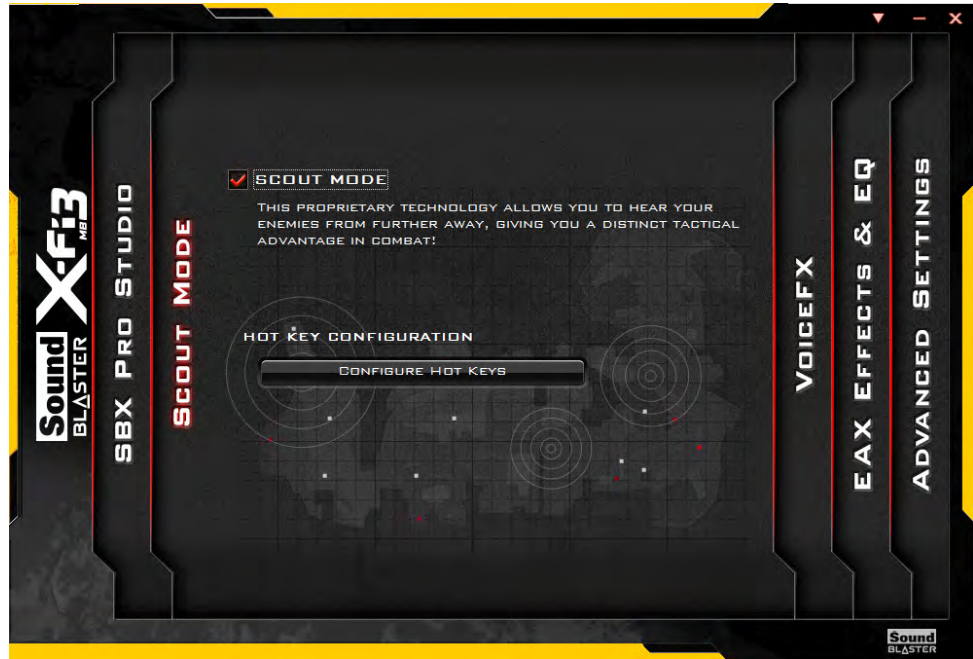 Sound
BLASTER
X-Fi3
MB
SBX PRO STUDIO
SCOUT MODE
SCOUT MODE
THIS PROPRIETARY TECHNOLOGY ALLOWS YOU TO HEAR YOUR
ENEMIES FROM FURTHER AWAY, GIVING YOU A DISTINCT TACTICAL
ADVANTAGE IN COMBAT!
HOT KEY CONFIGURATION
CONFIGURE HOT KEYS
VOICEFX
EAX EFFECTS & EQ
ADVANCED SETTINGS
Sound
BLASTER